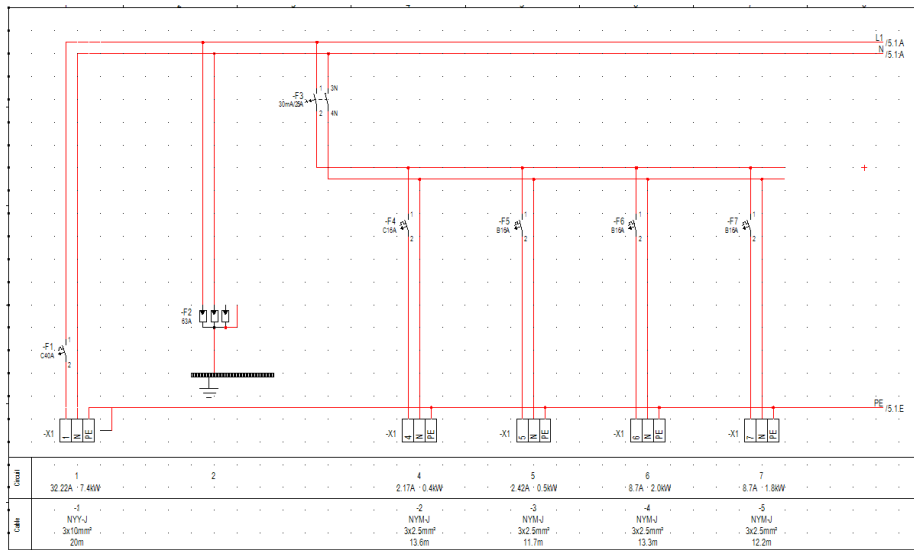 4
L1 /5.1:A
N /5.1:A
-F3
30mA/25A
1 3N
2 4N
-F4
C16A
1
2
-F5
B16A
1
2
-F6
B16A
1
2
-F7
B16A
1
2
-F2
63A
-F1
C40A
2
PE /5.1:E
-X1 1 N PE
-X1 4 N PE
-X1 5 N PE
-X1 6 N PE
-X1 7 N PE
Circuit 1 2 4 5 6 7
32.22A · 7.4kW 2.17A · 0.4kW 2.42A · 0.5kW 8.7A · 2.0kW 8.7A · 1.8kW
Cable -1 -2 -3 -4 -5
NYY-J NYM-J NYM-J NYM-J NYM-J
3x10mm² 3x2.5mm² 3x2.5mm² 3x2.5mm² 3x2.5mm²
20m 13.6m 11.7m 13.3m 12.2m